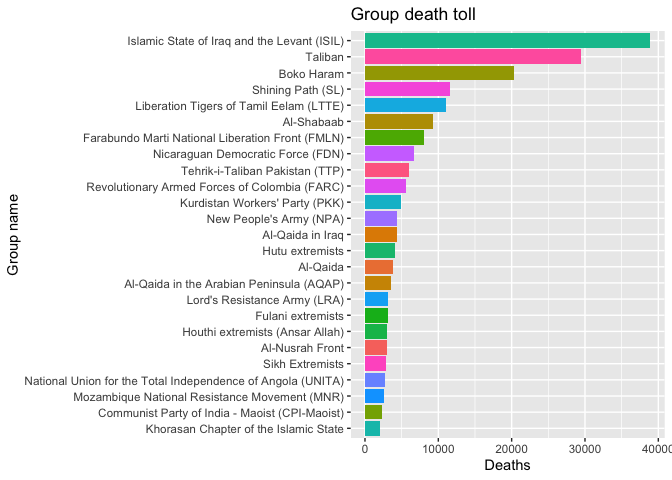 Group death toll
Islamic State of Iraq and the Levant (ISIL)
Taliban
Boko Haram
Shining Path (SL)
Liberation Tigers of Tamil Eelam (LTTE)
Al-Shabaab
Farabundo Marti National Liberation Front (FMLN)
Nicaraguan Democratic Force (FDN)
Tehrik-i-Taliban Pakistan (TTP)
Revolutionary Armed Forces of Colombia (FARC)
Kurdistan Workers' Party (PKK)
New People's Army (NPA)
Al-Qaida in Iraq
Hutu extremists
Al-Qaida
Al-Qaida in the Arabian Peninsula (AQAP)
Lord's Resistance Army (LRA)
Fulani extremists
Houthi extremists (Ansar Allah)
Al-Nusrah Front
Sikh Extremists
National Union for the Total Independence of Angola (UNITA)
Mozambique National Resistance Movement (MNR)
Communist Party of India - Maoist (CPI-Maoist)
Khorasan Chapter of the Islamic State
Group name
0 10000 20000 30000 40000
Deaths